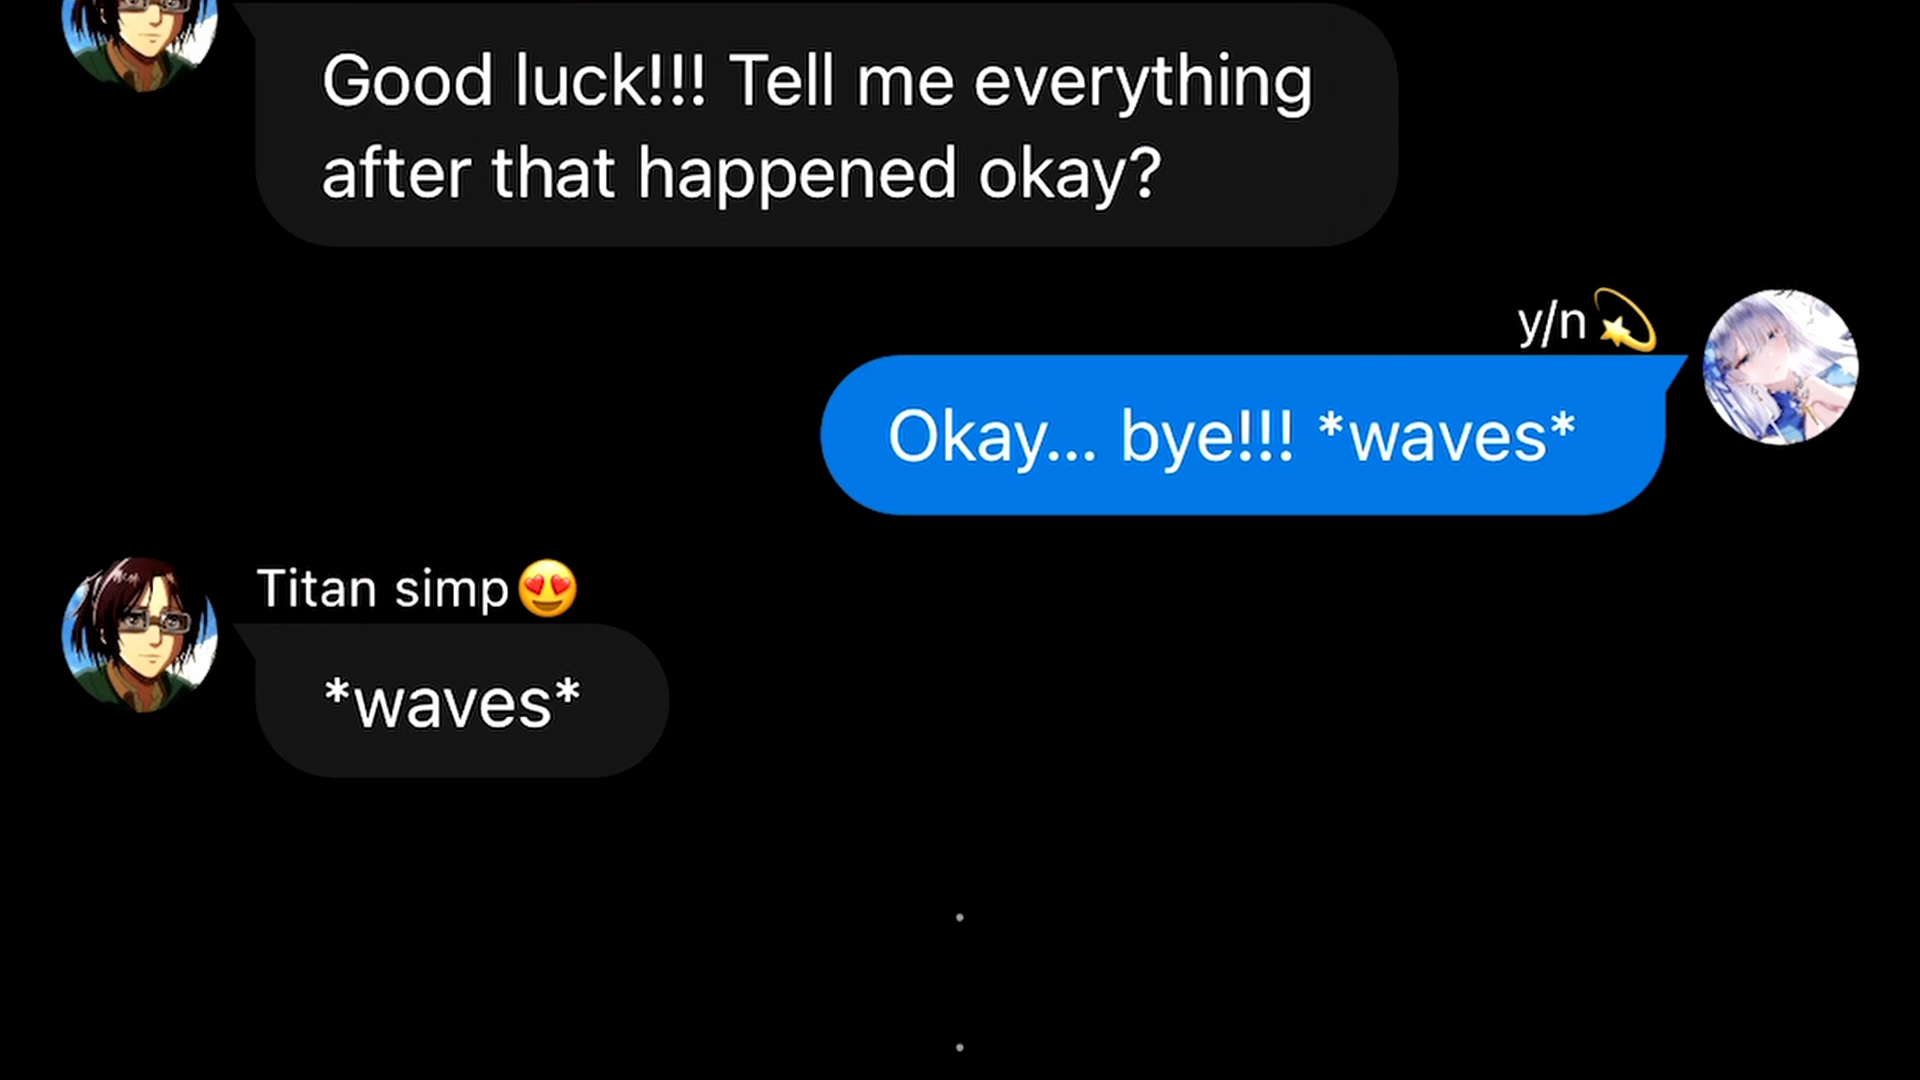 Good luck!!! Tell me everything
after that happened okay?
y/n💫
Okay... bye!!! *waves*
Titan simp😍
*waves*
.
.